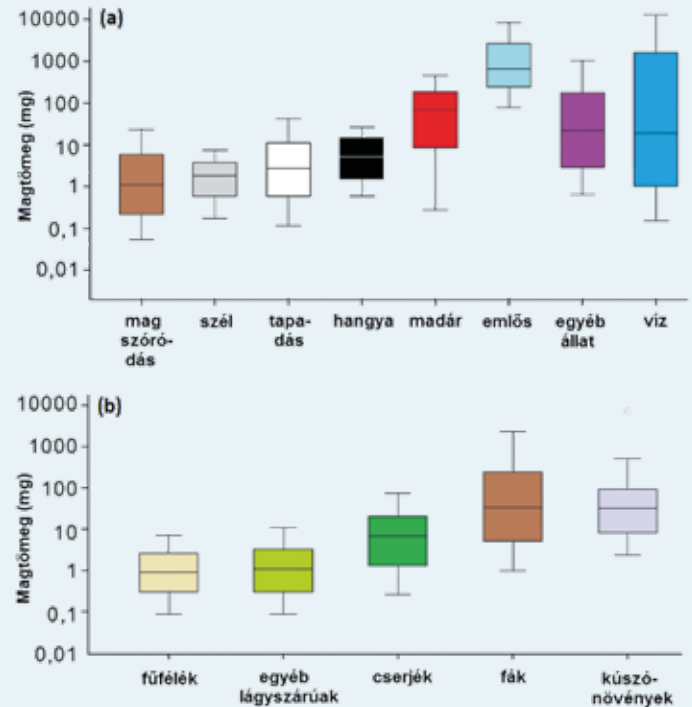 (a)
Magtömeg (mg)
10000
1000
100
10
1
0,1
0,01
mag
szóró-
dás
szél
tapa-
dás
hangya
madár
emlős
egyéb
állat
víz
(b)
Magtömeg (mg)
10000
1000
100
10
1
0,1
0,01
fűfélék
egyéb
lágyszárúak
cserjék
fák
kúszó-
növények